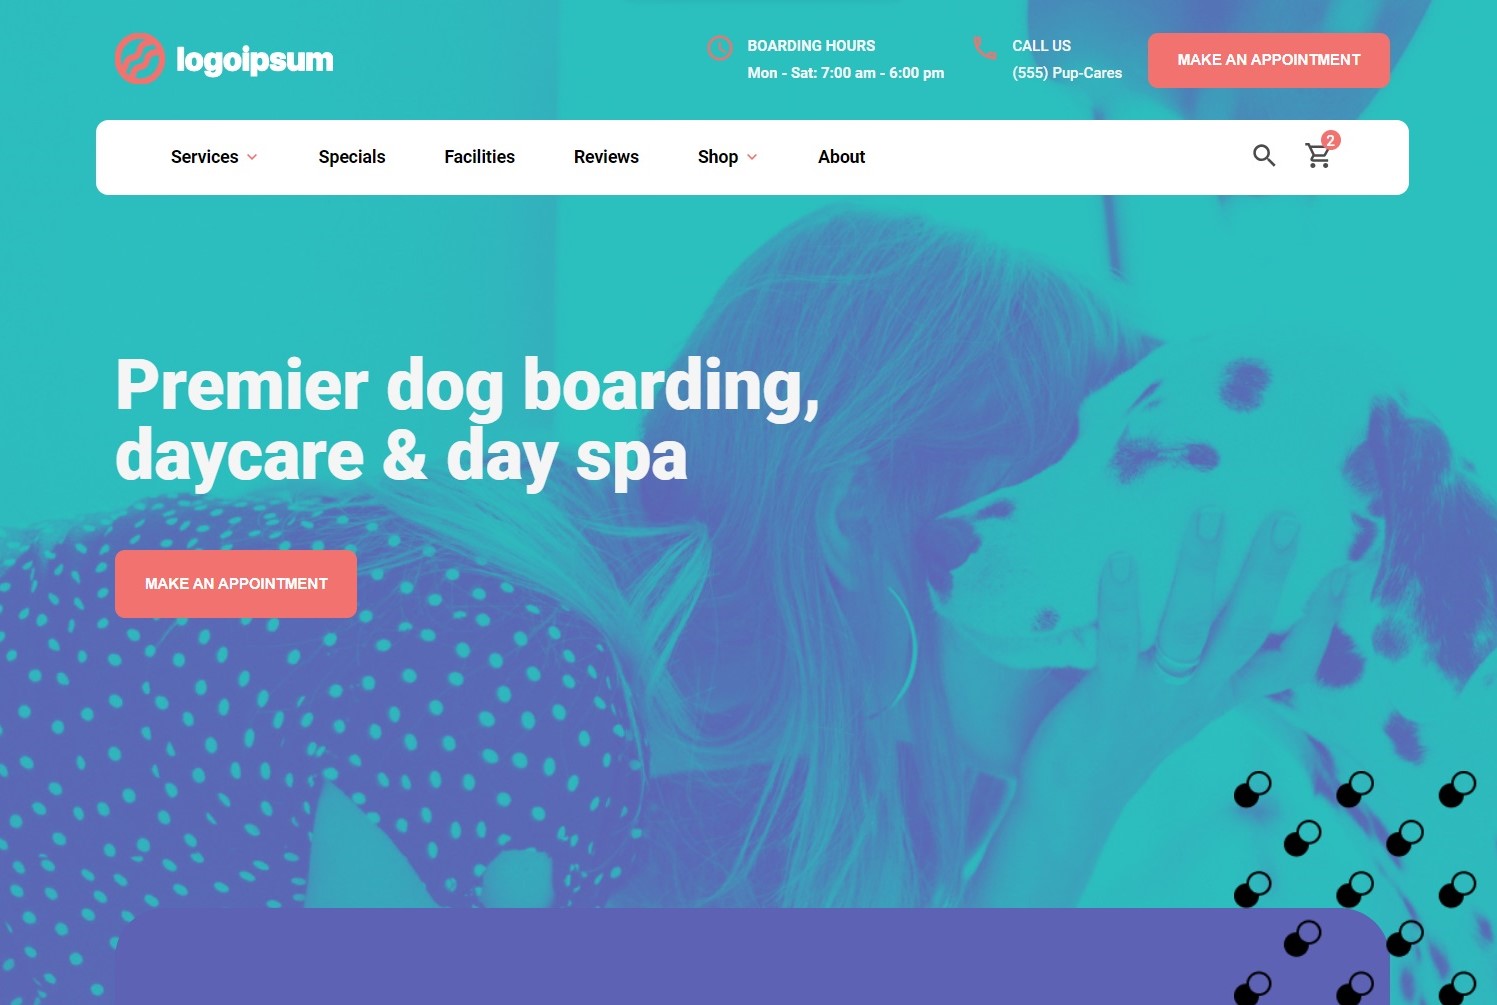 logoipsum
BOARDING HOURS
Mon - Sat: 7:00 am - 6:00 pm
CALL US
(555) Pup-Cares
MAKE AN APPOINTMENT
Services
Specials
Facilities
Reviews
Shop
About
2
Premier dog boarding,
daycare & day spa
MAKE AN APPOINTMENT